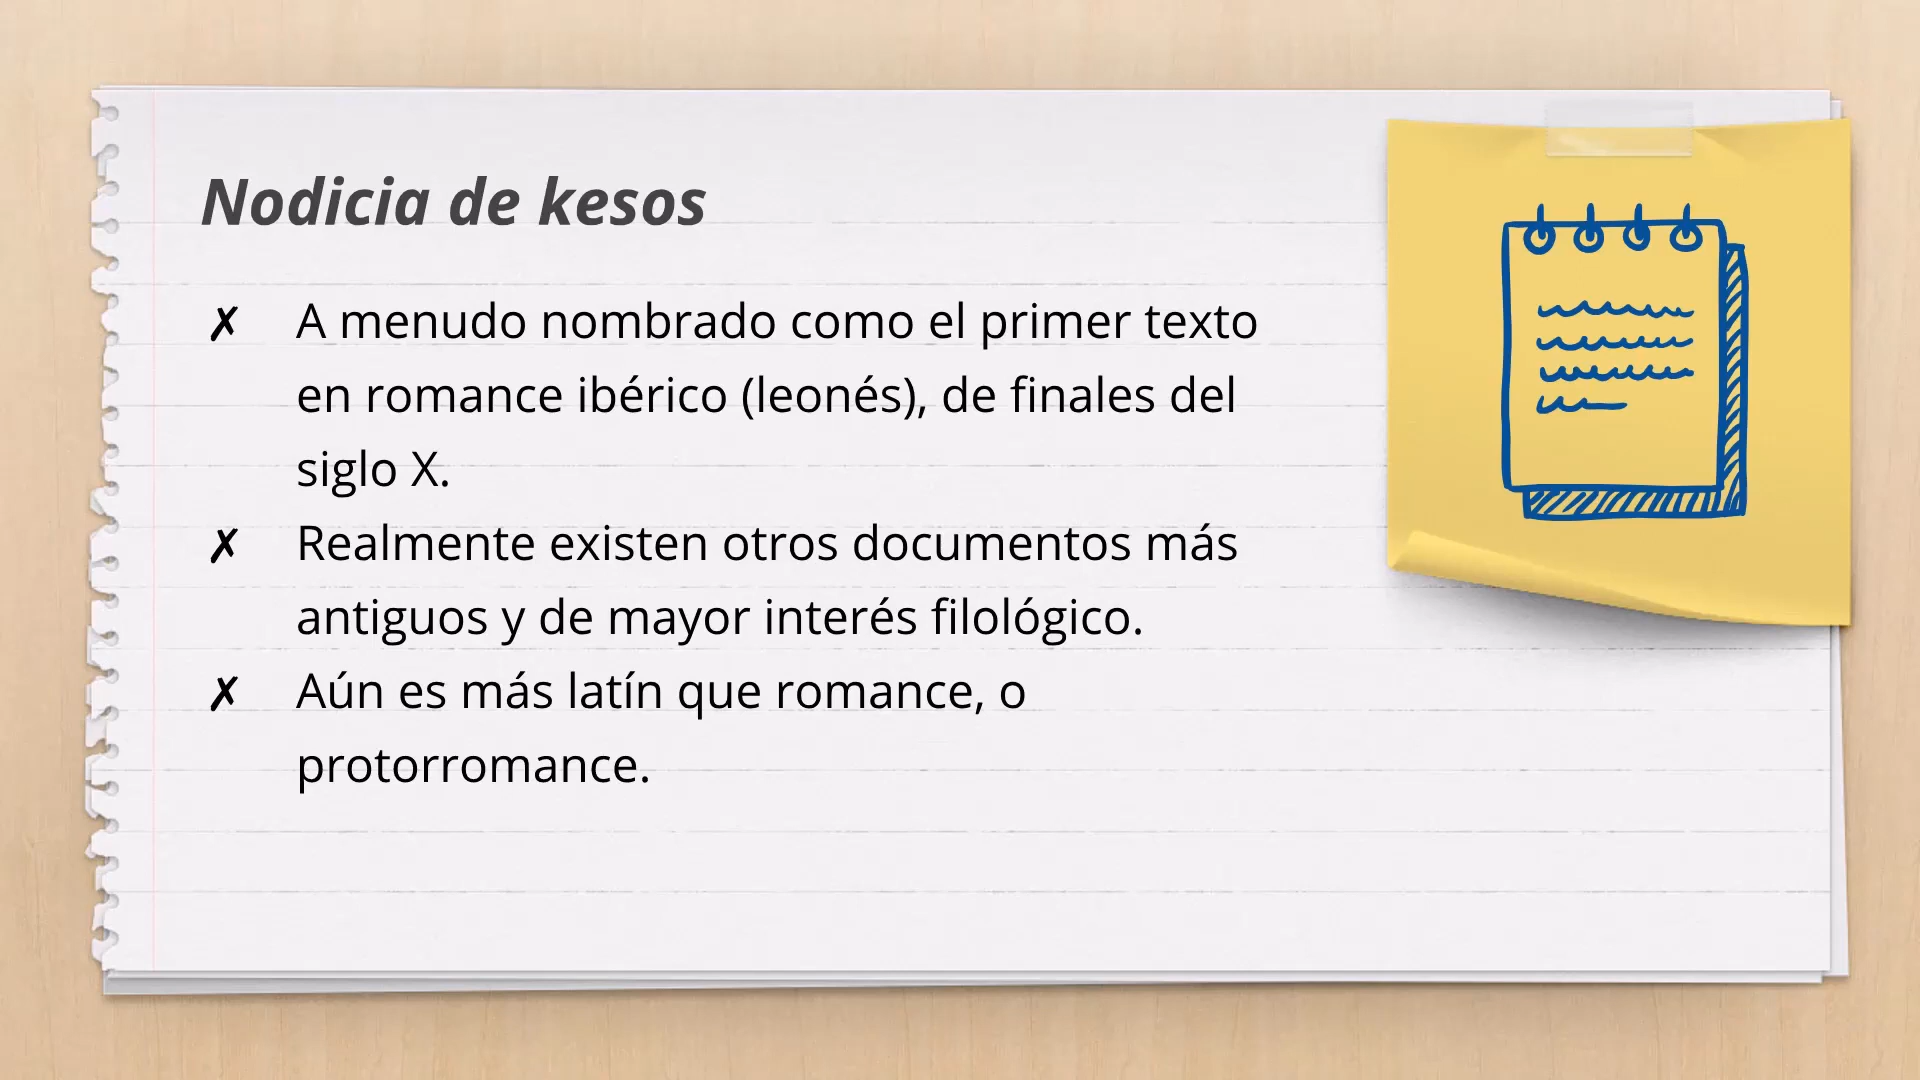 Nodicia de kesos
✗ A menudo nombrado como el primer texto
en romance ibérico (leonés), de finales del
siglo X.
✗ Realmente existen otros documentos más
antiguos y de mayor interés filológico.
✗ Aún es más latín que romance, o
protorromance.